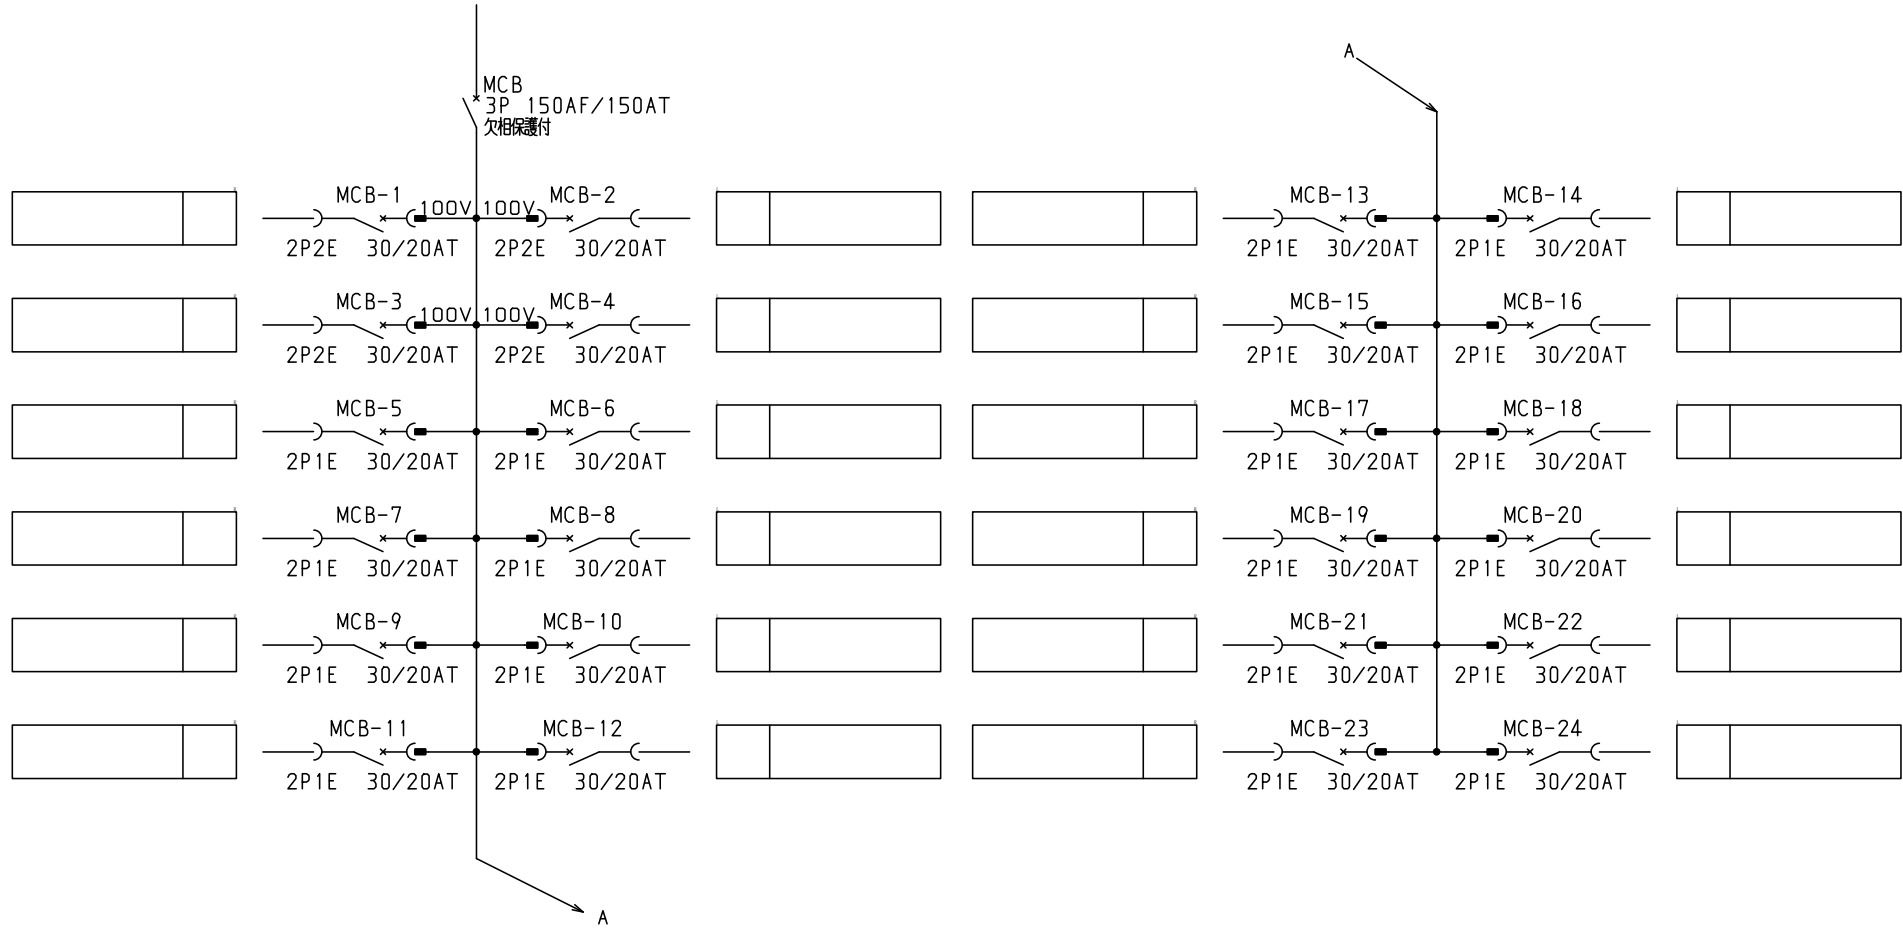 MCB
3P 150AF/150AT
欠相保護付
MCB-1 100V 100V MCB-2
2P2E 30/20AT 2P2E 30/20AT
MCB-3 100V 100V MCB-4
2P2E 30/20AT 2P2E 30/20AT
MCB-5 MCB-6
2P1E 30/20AT 2P1E 30/20AT
MCB-7 MCB-8
2P1E 30/20AT 2P1E 30/20AT
MCB-9 MCB-10
2P1E 30/20AT 2P1E 30/20AT
MCB-11 MCB-12
2P1E 30/20AT 2P1E 30/20AT
A
A
MCB-13 MCB-14
2P1E 30/20AT 2P1E 30/20AT
MCB-15 MCB-16
2P1E 30/20AT 2P1E 30/20AT
MCB-17 MCB-18
2P1E 30/20AT 2P1E 30/20AT
MCB-19 MCB-20
2P1E 30/20AT 2P1E 30/20AT
MCB-21 MCB-22
2P1E 30/20AT 2P1E 30/20AT
MCB-23 MCB-24
2P1E 30/20AT 2P1E 30/20AT